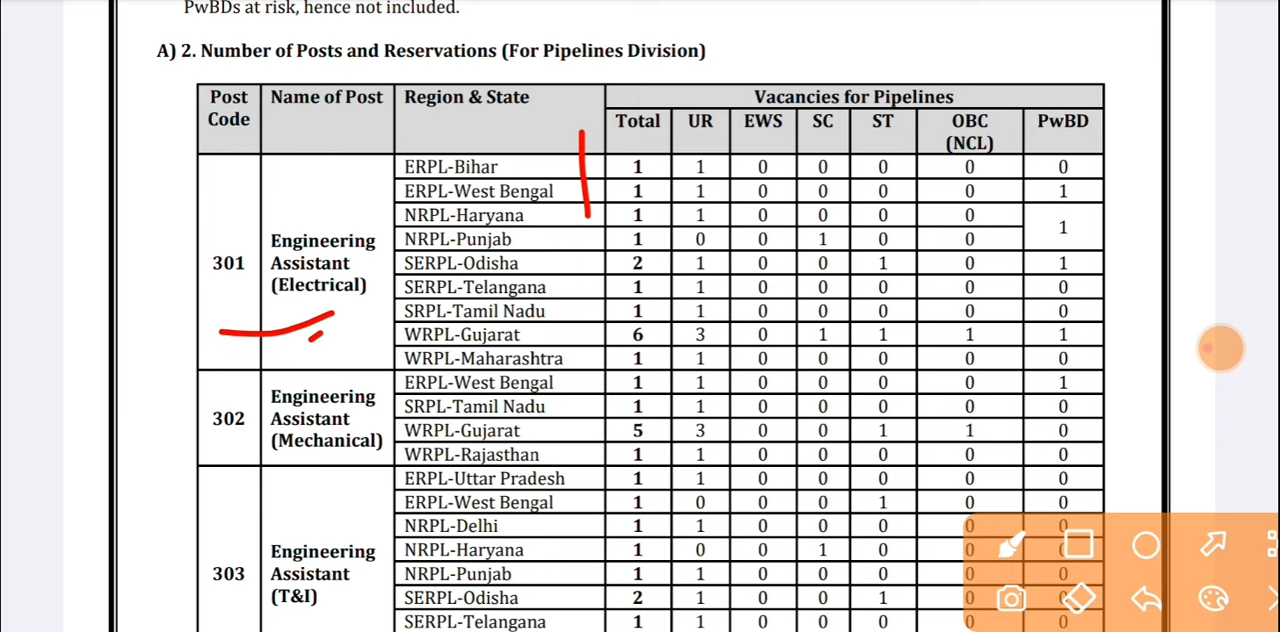 PwBDs at risk, hence not included.
A) 2. Number of Posts and Reservations (For Pipelines Division)
Post Code Name of Post Region & State Vacancies for Pipelines
Total UR EWS SC ST OBC (NCL) PwBD
301 Engineering Assistant (Electrical)
ERPL-Bihar 1 1 0 0 0 0 0
ERPL-West Bengal 1 1 0 0 0 0 1
NRPL-Haryana 1 1 0 0 0 0 1
NRPL-Punjab 1 0 0 1 0 0
SERPL-Odisha 2 1 0 0 1 0 1
SERPL-Telangana 1 1 0 0 0 0 0
SRPL-Tamil Nadu 1 1 0 0 0 0 0
WRPL-Gujarat 6 3 0 1 1 1 1
WRPL-Maharashtra 1 1 0 0 0 0 0
302 Engineering Assistant (Mechanical)
ERPL-West Bengal 1 1 0 0 0 0 1
SRPL-Tamil Nadu 1 1 0 0 0 0 0
WRPL-Gujarat 5 3 0 0 1 1 0
WRPL-Rajasthan 1 1 0 0 0 0 0
303 Engineering Assistant (T&I)
ERPL-Uttar Pradesh 1 1 0 0 0 0 0
ERPL-West Bengal 1 0 0 0 1 0 0
NRPL-Delhi 1 1 0 0 0 0 0
NRPL-Haryana 1 0 0 1 0 0
NRPL-Punjab 1 1 0 0 0 0
SERPL-Odisha 2 1 0 0 1 0
SERPL-Telangana 1 1 0 0 0 0 0